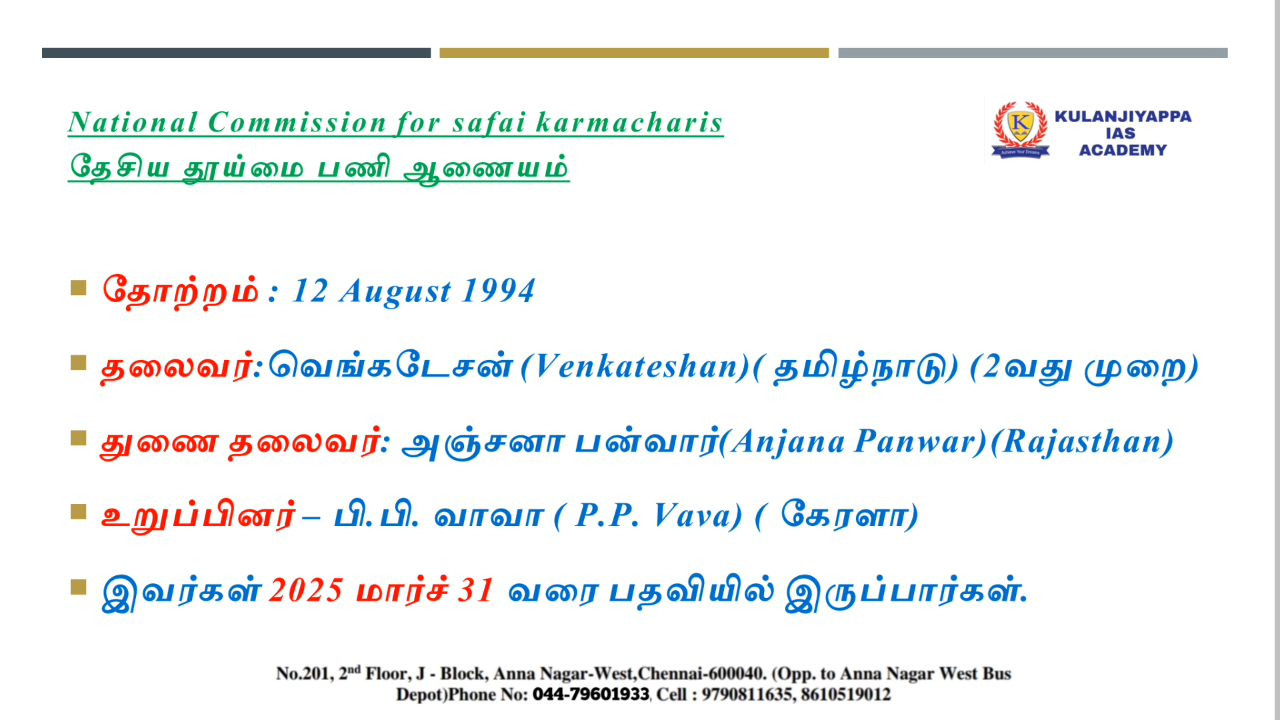 National Commission for safai karmacharis
தேசிய தூய்மை பணி ஆணையம்
KULANJIYAPPA
IAS
ACADEMY
K
Achieve Your Dreams
தோற்றம் : 12 August 1994
தலைவர்:வெங்கடேசன் (Venkateshan)( தமிழ்நாடு) (2வது முறை)
துணை தலைவர்: அஞ்சனா பன்வார்(Anjana Panwar)(Rajasthan)
உறுப்பினர் – பி.பி. வாவா ( P.P. Vava) ( கேரளா)
இவர்கள் 2025 மார்ச் 31 வரை பதவியில் இருப்பார்கள்.
No.201, 2nd Floor, J - Block, Anna Nagar-West,Chennai-600040. (Opp. to Anna Nagar West Bus
Depot)Phone No: 044-79601933, Cell : 9790811635, 8610519012